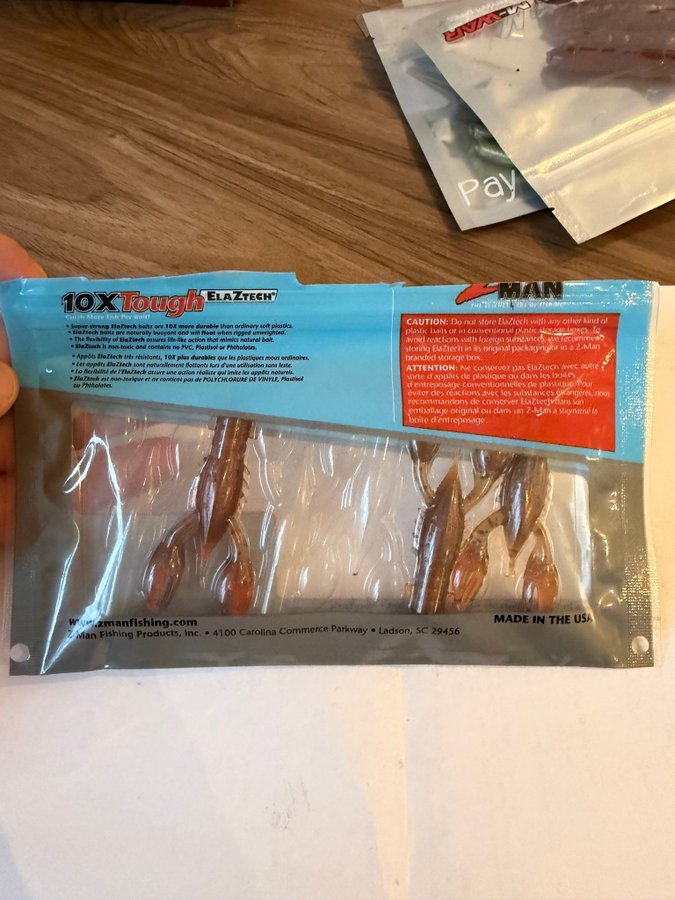 M-WAR
Pay
10X Tough ELAZTECH®
Catch More Fish Per Bait!
• Super-strong ElaZtech baits are 10X more durable than ordinary soft plastics.
• ElaZtech baits are naturally buoyant and will float when rigged unweighted.
• The flexibility of ElaZtech assures life-like action that mimics natural bait.
• ElaZtech is non-toxic and contains no PVC, Plastisol or Phthalates.
• Appâts ElaZtech très résistants, 10X plus durables que les plastiques mous ordinaires.
• Les appâts ElaZtech sont naturellement flottants lors d'une utilisation sans leste.
• La flexibilité de l'ElaZtech assure une action réaliste qui imite les appâts naturels.
• ElaZtech est non-toxique et ne contient pas de POLYCHLORURE DE VINYLE, Plastisol
ou Phthalates.
Z MAN
CAUTION: Do not store ElaZtech with any other kind of
plastic baits or in conventional plastic storage boxes. To
avoid reactions with foreign substances, we recommend
storing ElaZtech in its original packaging or in a Z-Man
branded storage box.
ATTENTION: Ne conservez pas ElaZtech avec autre
sorte d'appâts de plastique ou dans les boîtes
d'entreposage conventionnelles de plastique. Pour
éviter des réactions avec les substances étrangères, nous
recommandons de conserver ElaZtech dans son
emballage original ou dans un Z-Man a stigmatisé la
boîte d'entreposage.
www.zmanfishing.com
Z-Man Fishing Products, Inc. • 4100 Carolina Commerce Parkway • Ladson, SC 29456
MADE IN THE USA